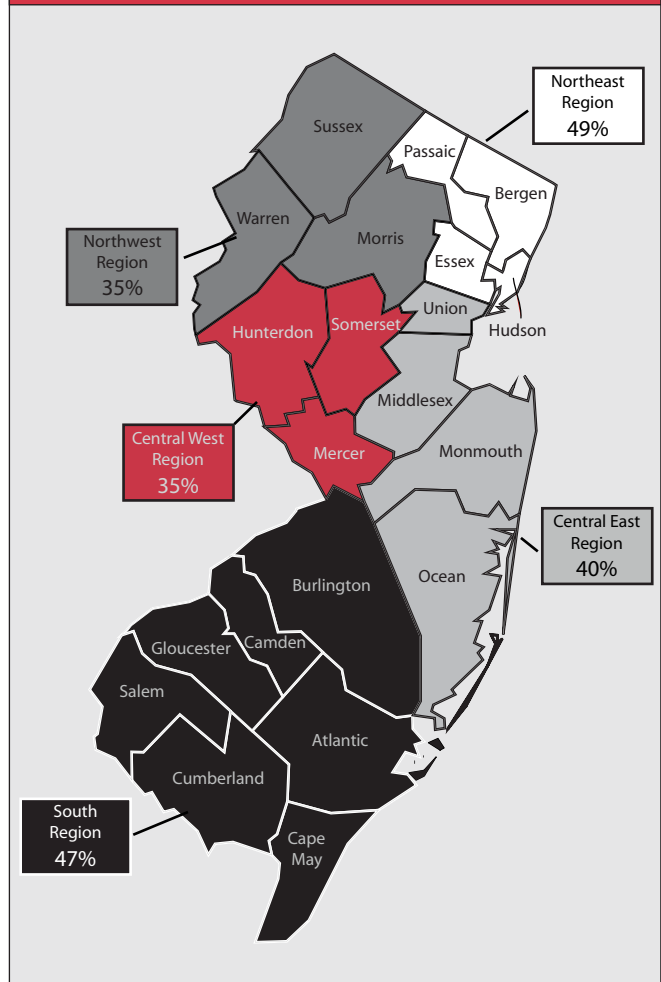 Northeast
Region
49%
Sussex
Passaic
Bergen
Warren
Morris
Northwest
Region
35%
Essex
Union
Hudson
Hunterdon
Somerset
Middlesex
Central West
Region
35%
Mercer
Monmouth
Central East
Region
40%
Ocean
Burlington
Gloucester
Camden
Salem
Atlantic
Cumberland
South
Region
47%
Cape
May